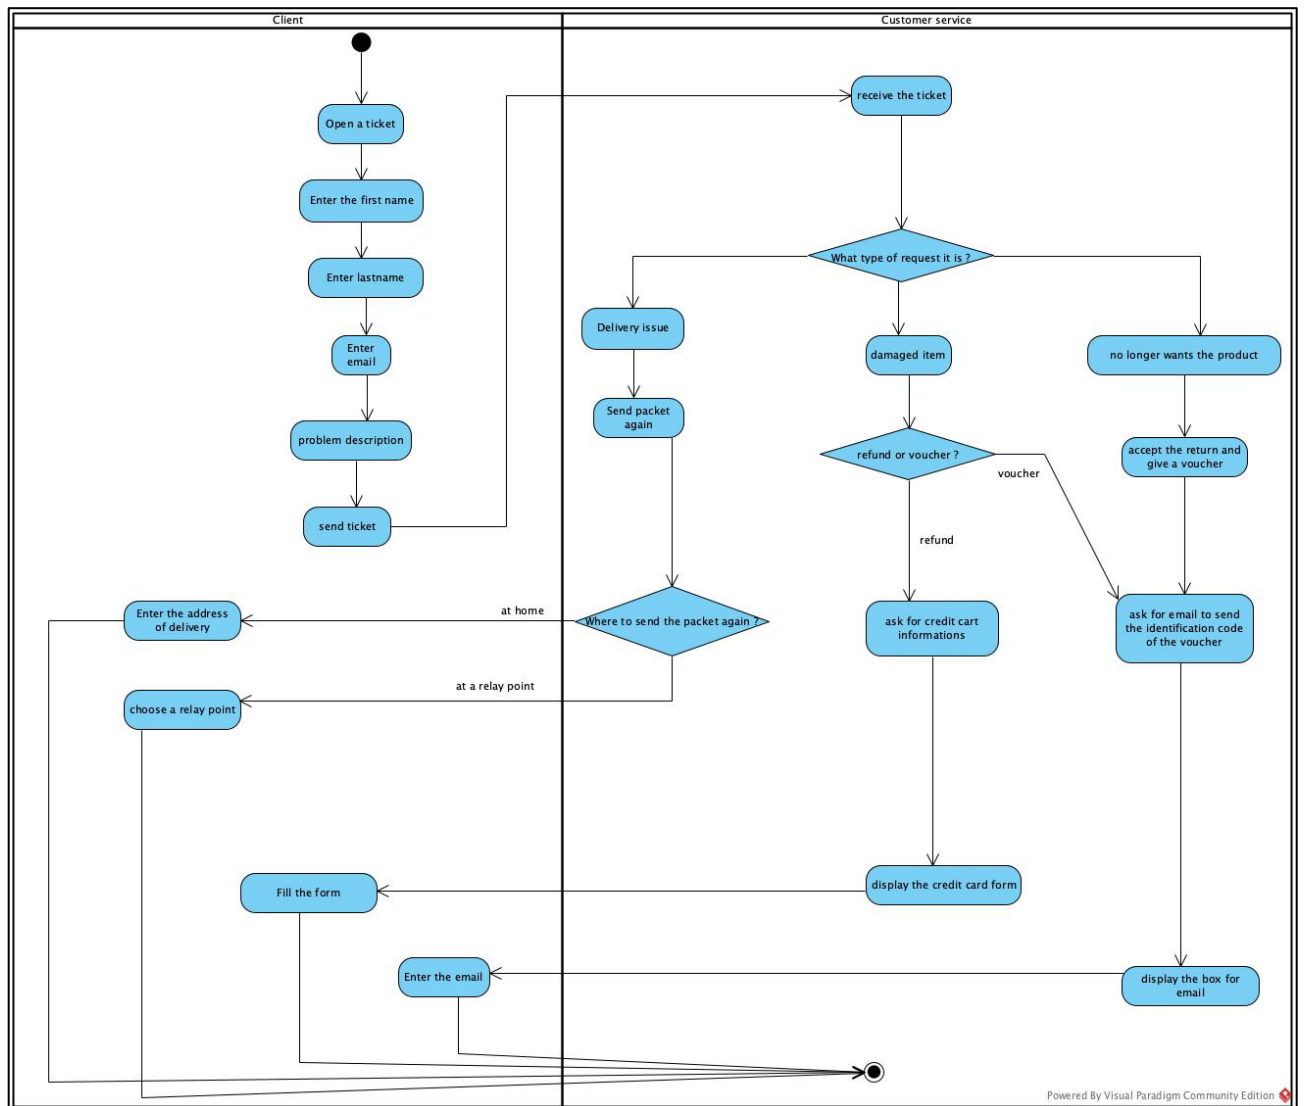 Client
Customer service
receive the ticket
Open a ticket
Enter the first name
What type of request it is ?
Enter lastname
Delivery issue
Enter
email
damaged item
no longer wants the product
Send packet
again
problem description
refund or voucher ?
accept the return and
give a voucher
voucher
send ticket
refund
at home
Enter the address
of delivery
Where to send the packet again ?
ask for credit cart
informations
ask for email to send
the identification code
of the voucher
at a relay point
choose a relay point
display the credit card form
Fill the form
Enter the email
display the box for
email
Powered By Visual Paradigm Community Edition